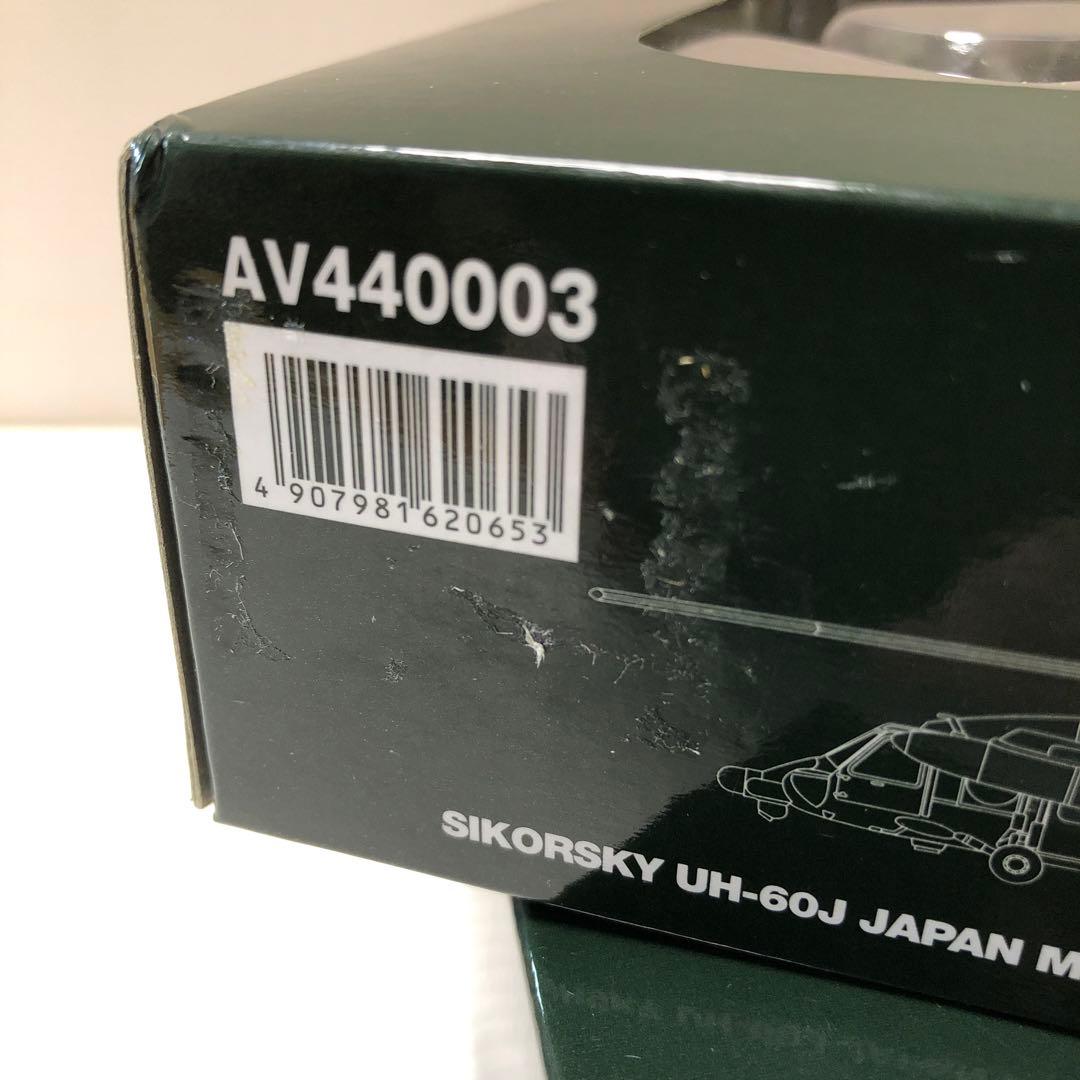 AV440003
4 907981 620653
SIKORSKY UH-60J JAPAN M